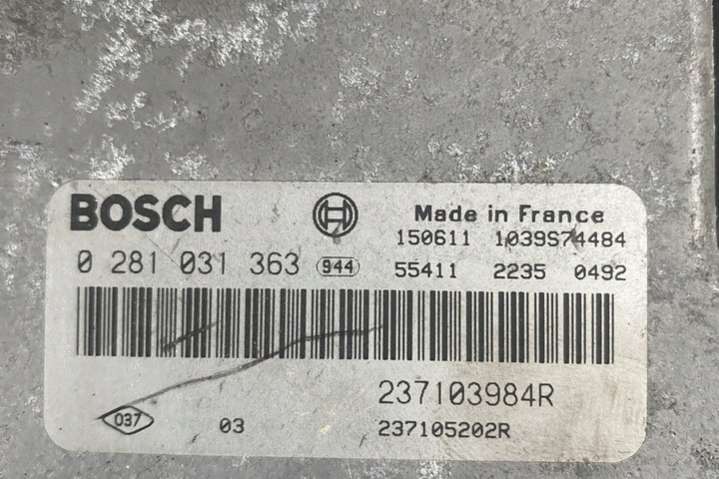 BOSCH
Made in France
150611 1039S74484
0 281 031 363 944 55411 2235 0492
237103984R
037 03 237105202R